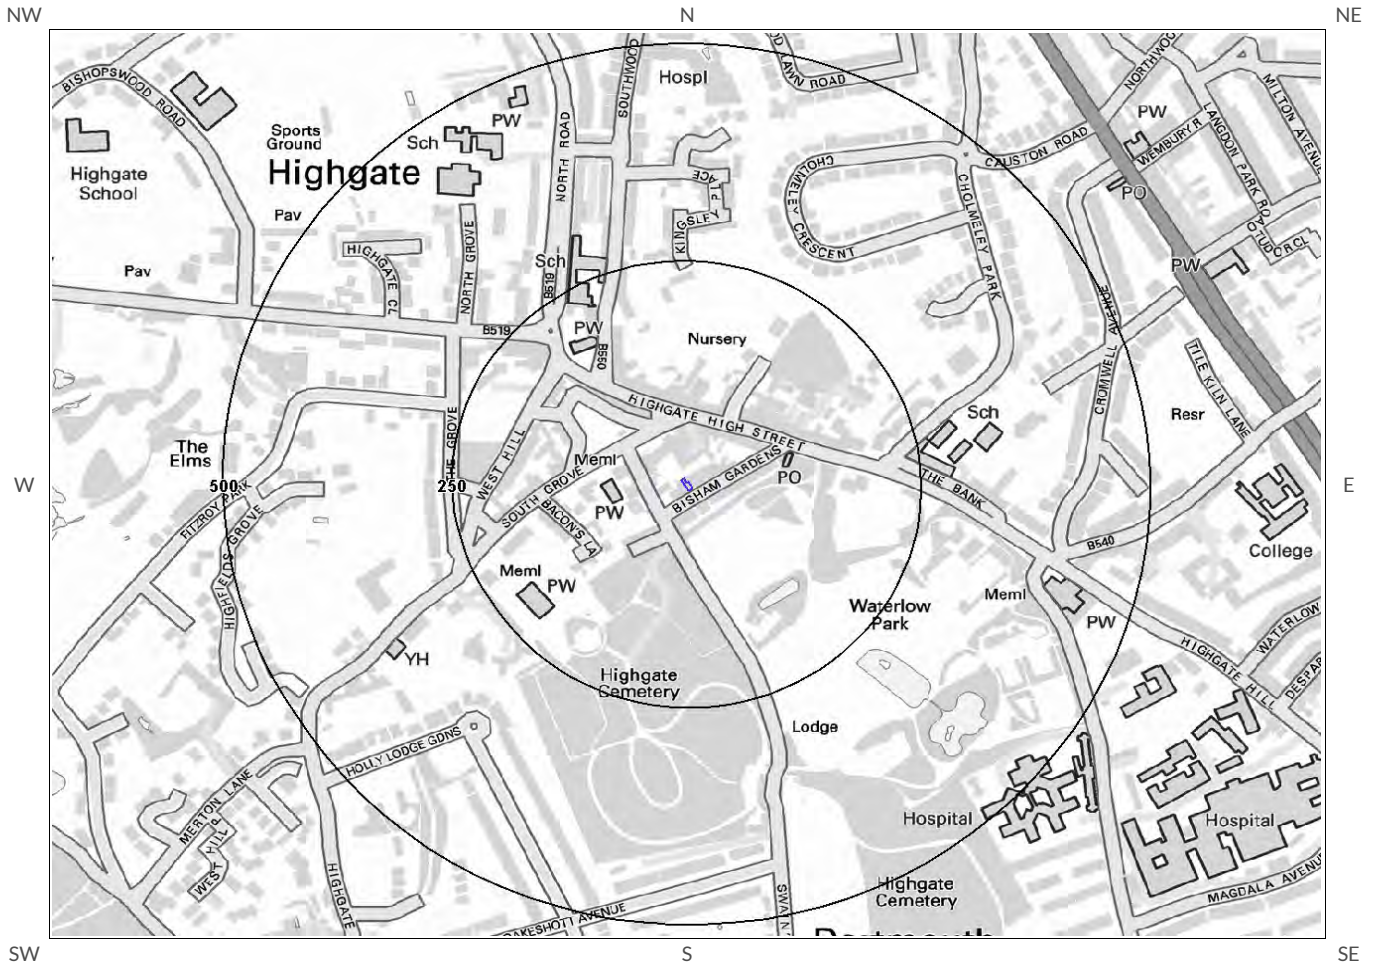 NW
N
NE
BISHOPSWOOD ROAD
Highgate
School
Sports
Ground
Highgate
Sch
PW
NORTH ROAD
SOUTHWOOD
Hospl
LAWN ROAD
CHOLMELEY
CRESCENT
CAUSTON ROAD
PW
WEMBURY R
LANGDON PARK RO
MILTON AVENUE
PO
Pav
Pav
HIGHGATE CL
NORTH GROVE
Sch
B519
KINGSLEY PLACE
CHOLMELEY PARK
CROMWELL AVENUE
PW
B519
PW
B550
Nursery
HIGHGATE HIGH STREET
TILE KILN LANE
Resr
Sch
The
Elms
THE GROVE
WEST HILL
Meml
W
500
250
BISHAM GARDENS
PO
THE BANK
E
FITZROY PARK
SOUTH GROVE
PW
BACON'S LA
HIGHFIELDS GROVE
B540
College
Meml
PW
Waterlow
Park
Meml
PW
YH
Highgate
Cemetery
HIGHGATE HILL
WATERLOW
DESPAR
HOLLY LODGE GDNS
Lodge
MERTON LANE
WEST HILL P
Hospital
Hospital
HIGHGATE
Highgate
Cemetery
MAGDALA AVENU
OAKESHOTT AVENUE
SWAIN'
Dartmouth
SW
S
SE